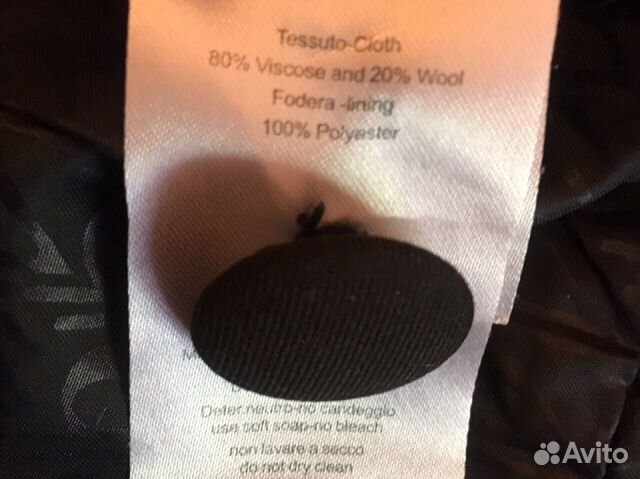 Tessuto-Cloth
80% Viscose and 20% Wool
Fodera -lining
100% Polyester
Deter.neutro-no candeggio
use soft soap-no bleach
non lavare a secco
do not dry clean
Avito